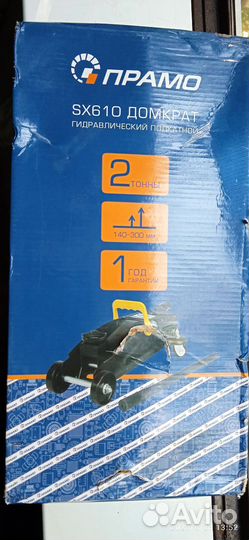 ПРАМО
SX610 ДОМКРАТ
ГИДРАВЛИЧЕСКИЙ ПОДКАТНОЙ
2
ТОННЫ
140-300 мм
1 ГОД
ГАРАНТИИ
Avito
13:52